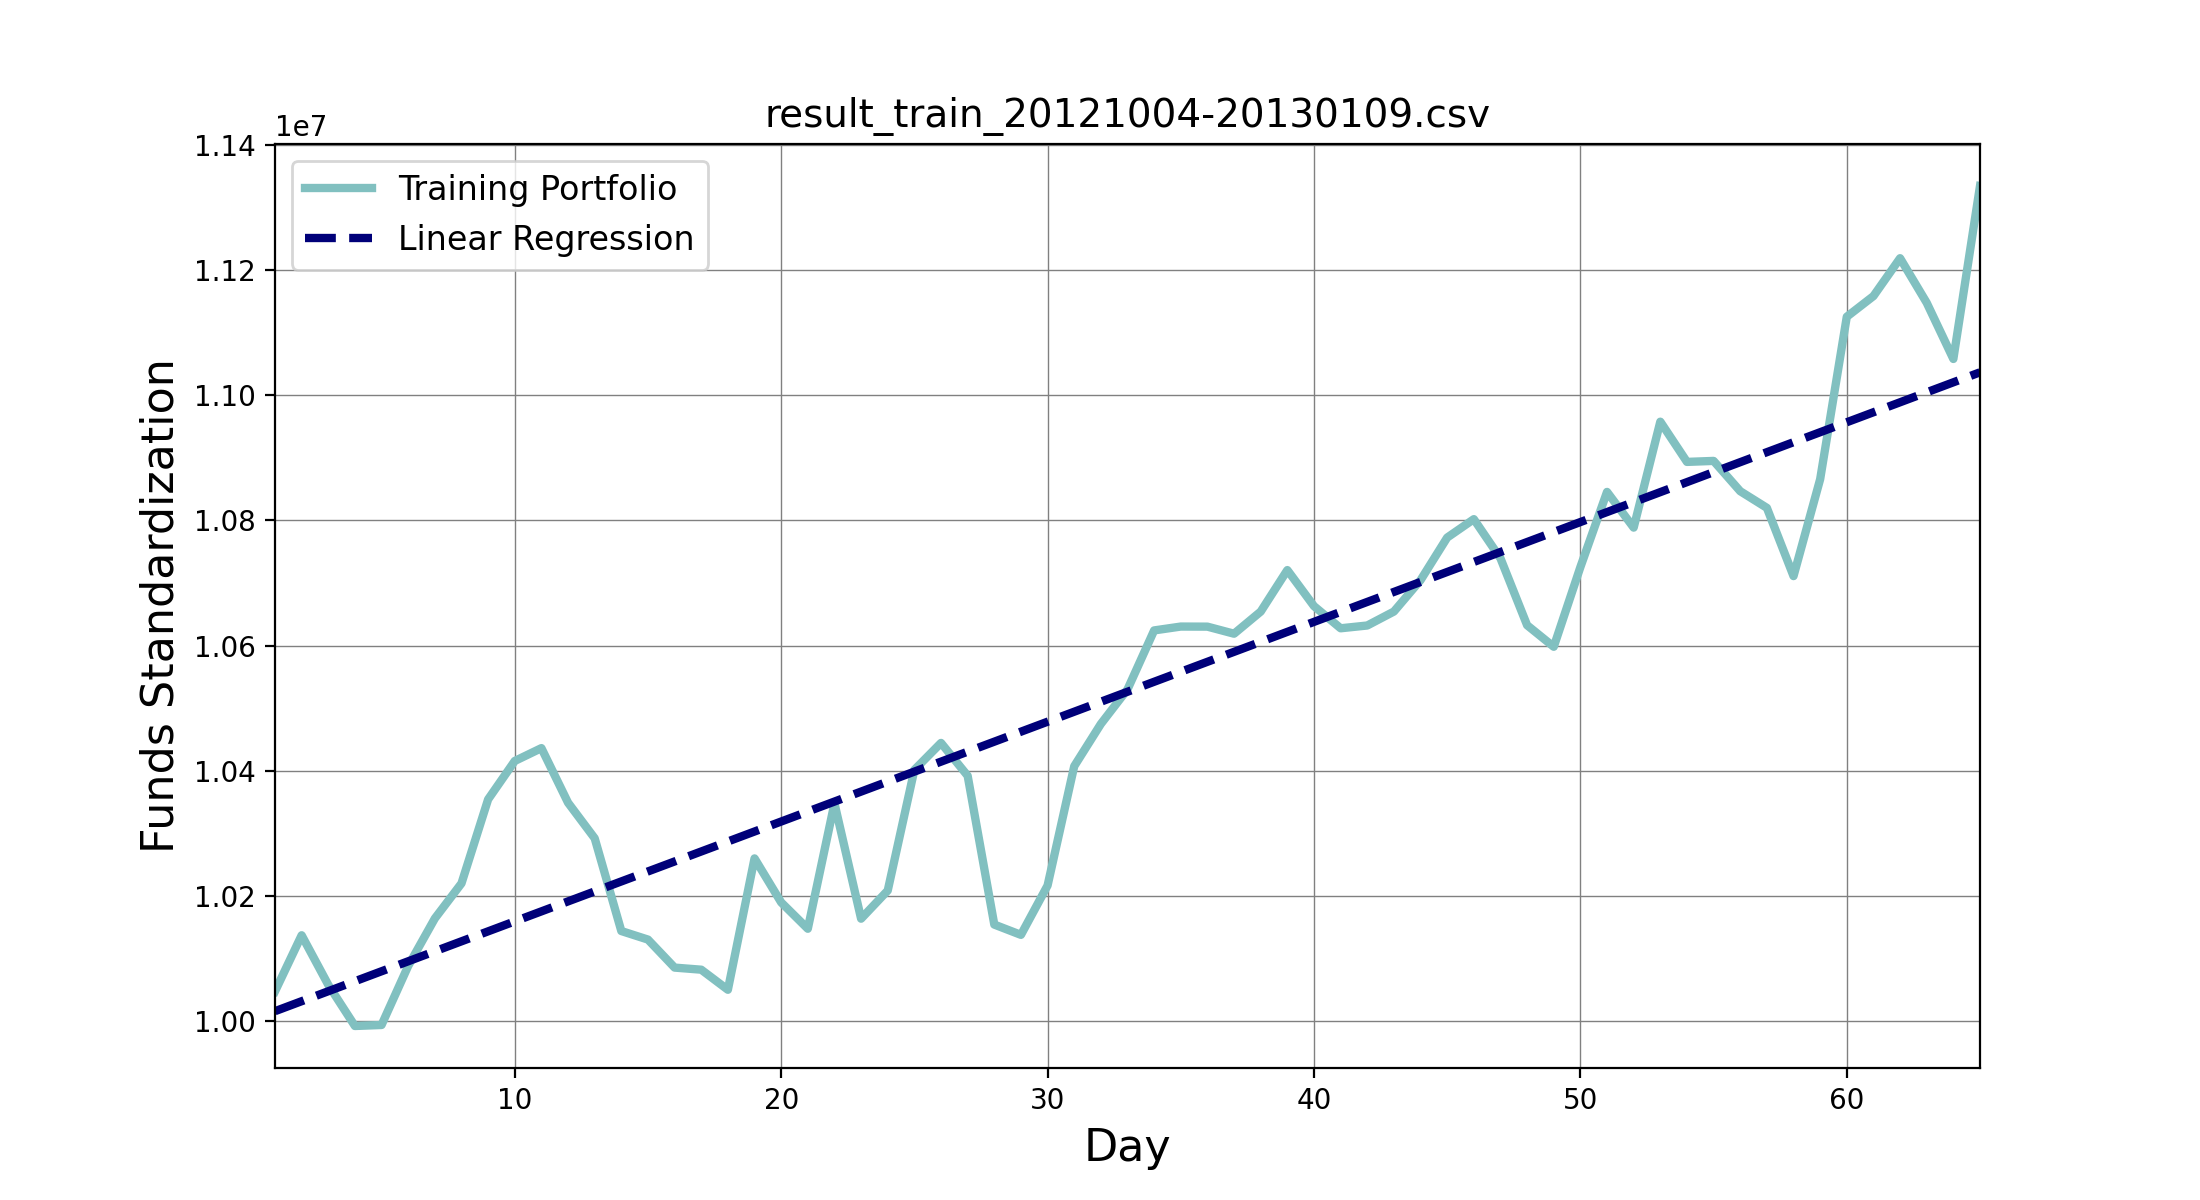 result_train_20121004-20130109.csv
1e7
1.14
1.12
1.10
1.08
1.06
1.04
1.02
1.00
Training Portfolio
Linear Regression
Funds Standardization
10 20 30 40 50 60
Day